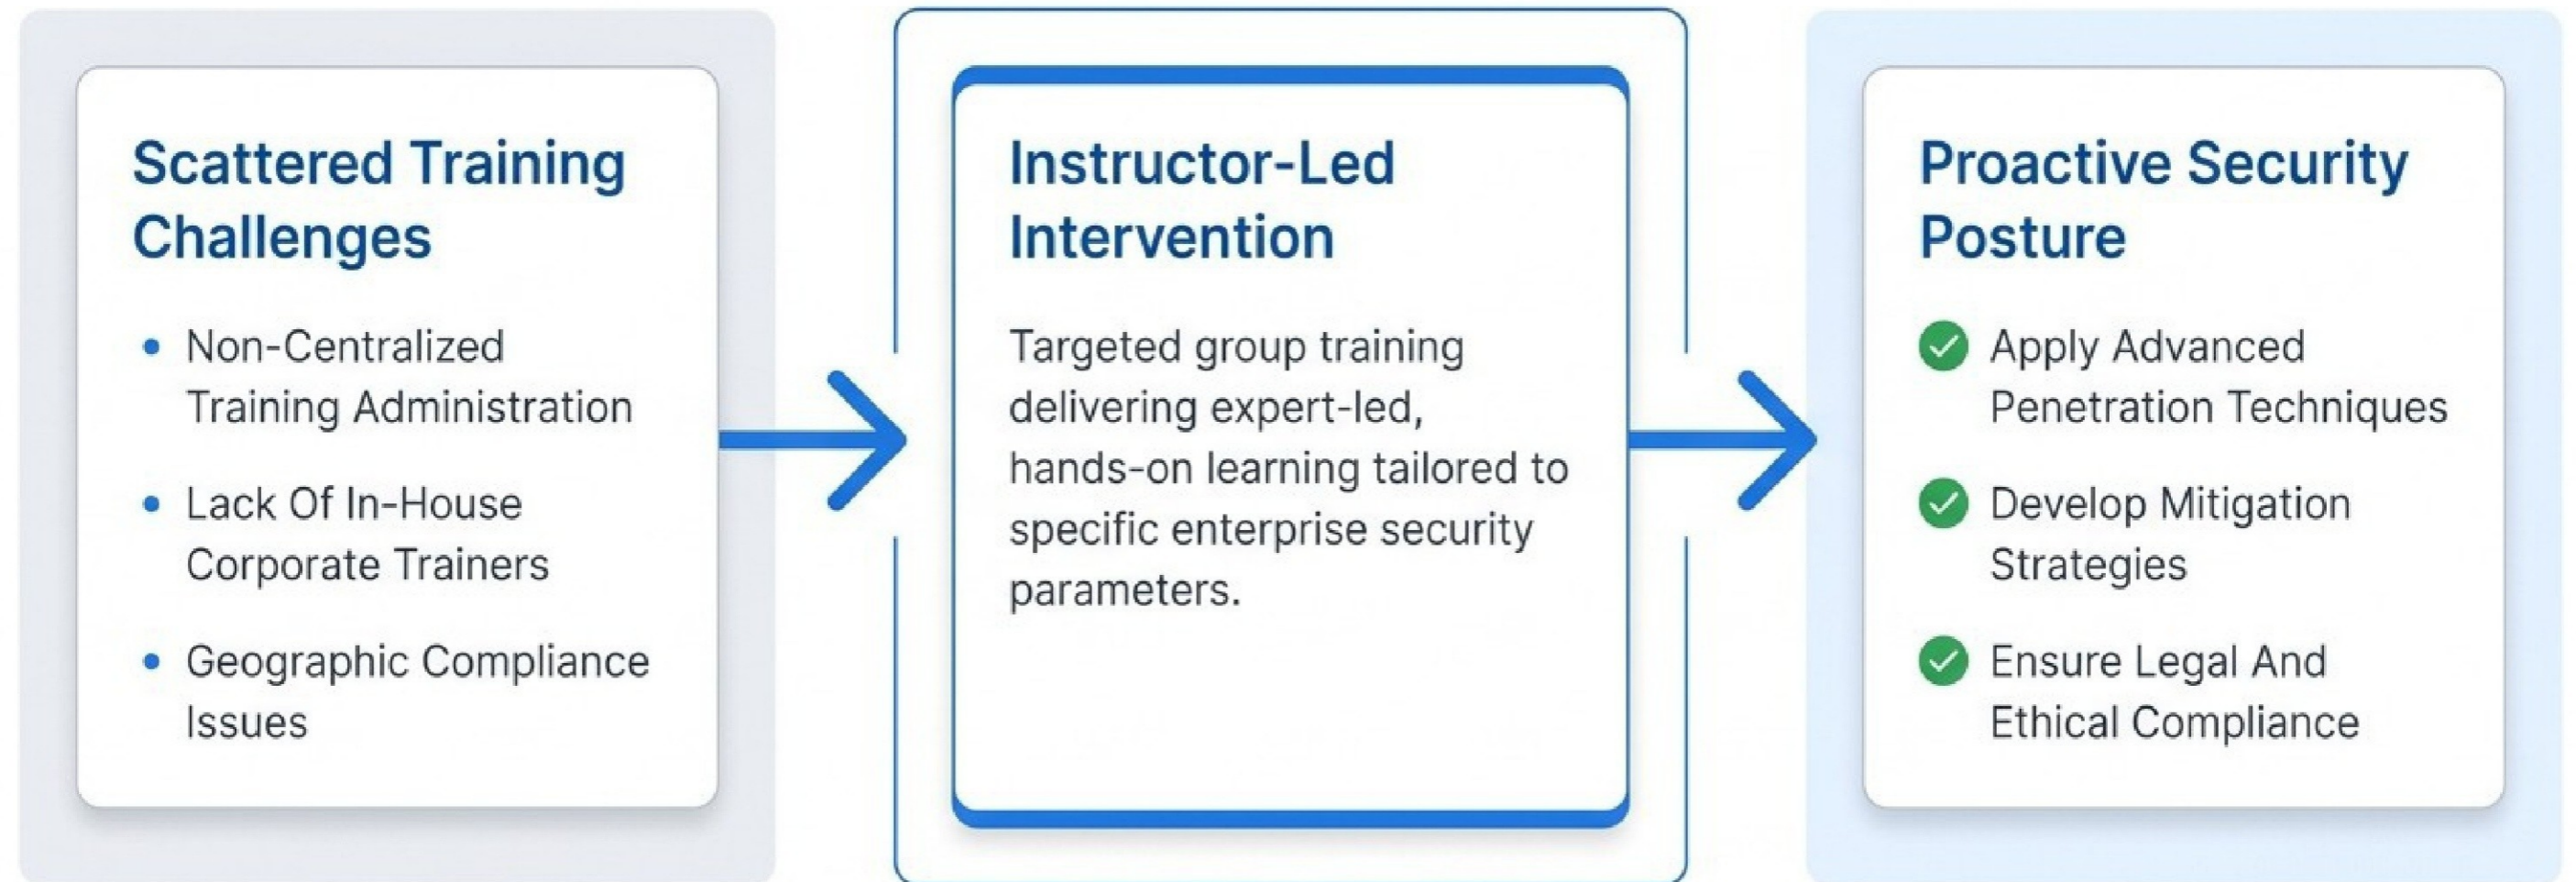 Scattered Training
Challenges
Non-Centralized
Training Administration
Lack Of In-House
Corporate Trainers
Geographic Compliance
Issues
Instructor-Led
Intervention
Targeted group training
delivering expert-led,
hands-on learning tailored to
specific enterprise security
parameters.
Proactive Security
Posture
Apply Advanced
Penetration Techniques
Develop Mitigation
Strategies
Ensure Legal And
Ethical Compliance